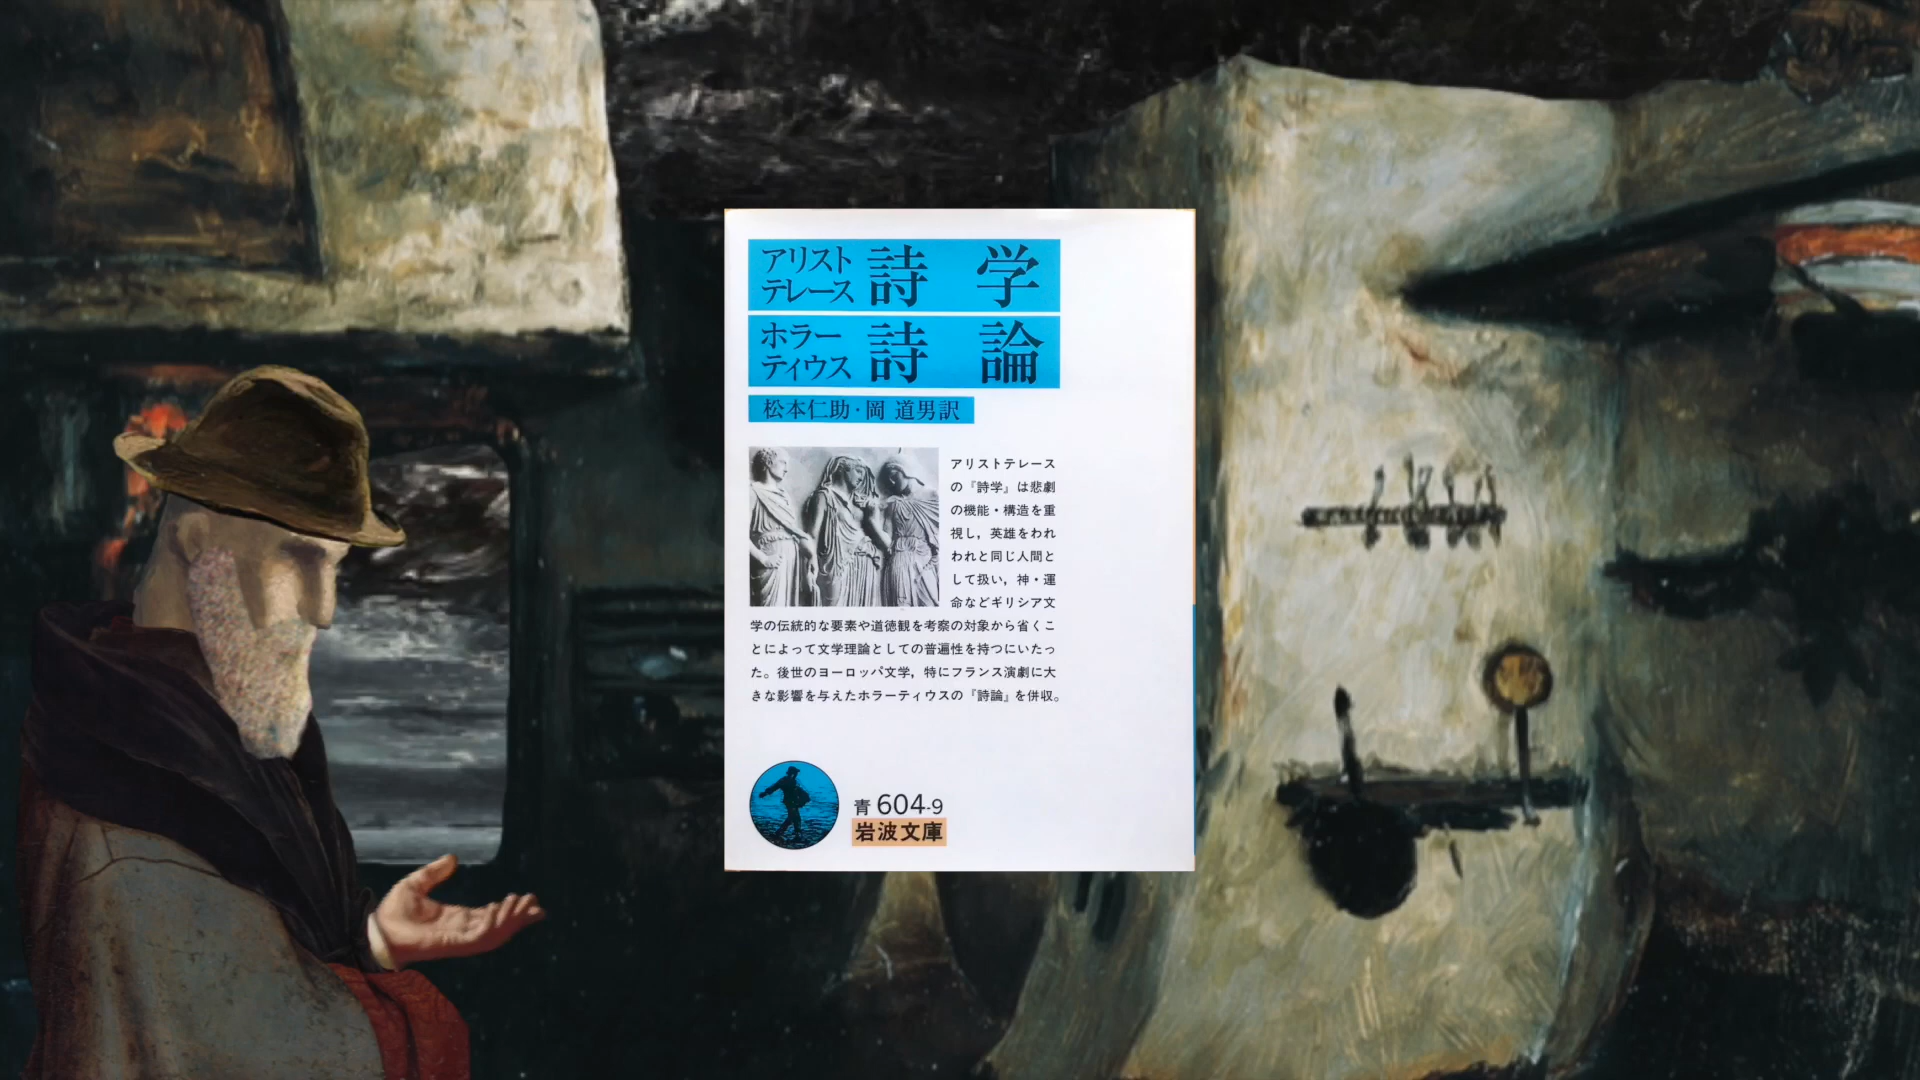 アリスト
テレース
詩学
ホラー
ティウス
詩論
松本仁助・岡 道男訳
アリストテレース
の『詩学』は悲劇
の機能・構造を重
視し，英雄をわれ
われと同じ人間と
して扱い，神・運
命などギリシア文
学の伝統的な要素や道徳観を考察の対象から省くこ
とによって文学理論としての普遍性を持つにいたっ
た。後世のヨーロッパ文学，特にフランス演劇に大
きな影響を与えたホラーティウスの『詩論』を併収。
青 604-9
岩波文庫